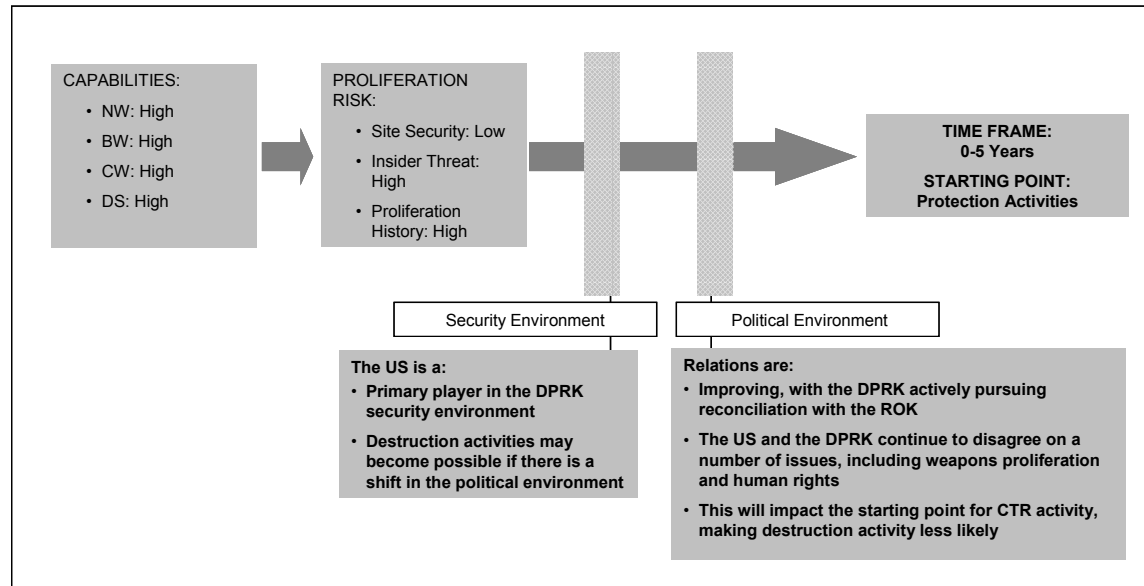 CAPABILITIES:
• NW: High
• BW: High
• CW: High
• DS: High
PROLIFERATION
RISK:
• Site Security: Low
• Insider Threat:
High
• Proliferation
History: High
TIME FRAME:
0-5 Years
STARTING POINT:
Protection Activities
Security Environment
The US is a:
• Primary player in the DPRK
security environment
• Destruction activities may
become possible if there is a
shift in the political environment
Political Environment
Relations are:
• Improving, with the DPRK actively pursuing
reconciliation with the ROK
• The US and the DPRK continue to disagree on a
number of issues, including weapons proliferation
and human rights
• This will impact the starting point for CTR activity,
making destruction activity less likely